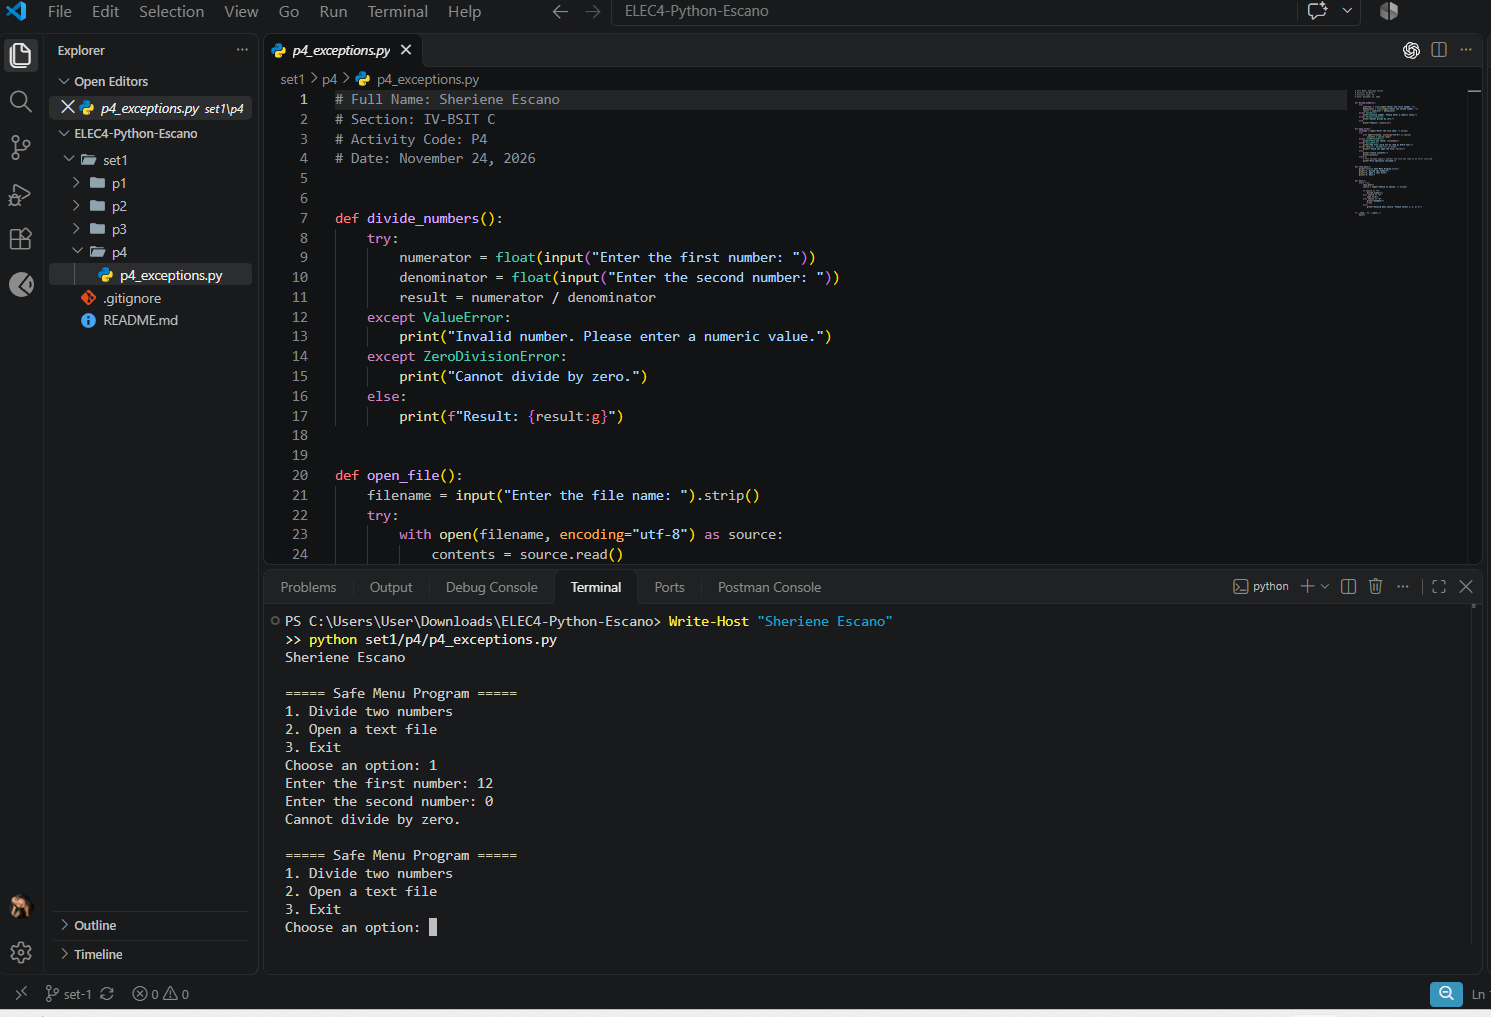 File Edit Selection View Go Run Terminal Help
ELEC4-Python-Escano
Explorer
Open Editors
p4_exceptions.py set1\p4
ELEC4-Python-Escano
set1
p1
p2
p3
p4
p4_exceptions.py
.gitignore
README.md
Outline
Timeline
p4_exceptions.py
set1 > p4 > p4_exceptions.py
1 # Full Name: Sheriene Escano
2 # Section: IV-BSIT C
3 # Activity Code: P4
4 # Date: November 24, 2026
5
6
7 def divide_numbers():
8 try:
9 numerator = float(input("Enter the first number: "))
10 denominator = float(input("Enter the second number: "))
11 result = numerator / denominator
12 except ValueError:
13 print("Invalid number. Please enter a numeric value.")
14 except ZeroDivisionError:
15 print("Cannot divide by zero.")
16 else:
17 print(f"Result: {result:g}")
18
19
20 def open_file():
21 filename = input("Enter the file name: ").strip()
22 try:
23 with open(filename, encoding="utf-8") as source:
24 contents = source.read()
Problems Output Debug Console Terminal Ports Postman Console
python
PS C:\Users\User\Downloads\ELEC4-Python-Escano> Write-Host "Sheriene Escano"
>> python set1/p4/p4_exceptions.py
Sheriene Escano
===== Safe Menu Program =====
1. Divide two numbers
2. Open a text file
3. Exit
Choose an option: 1
Enter the first number: 12
Enter the second number: 0
Cannot divide by zero.
===== Safe Menu Program =====
1. Divide two numbers
2. Open a text file
3. Exit
Choose an option:
set-1 0 0
Ln